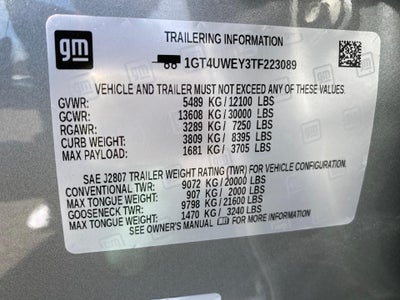 gm
TRAILERING INFORMATION
1GT4UWEY3TF223089
VEHICLE AND TRAILER MUST NOT EXCEED ANY OF THESE VALUES
GVWR: 5489 KG/12100 LBS
GCWR: 13608 KG/30000 LBS
RGAWR: 3289 KG/ 7250 LBS
CURB WEIGHT: 3809 KG/ 8395 LBS
MAX PAYLOAD: 1681 KG/ 3705 LBS
SAE J2807 TRAILER WEIGHT RATING (TWR) FOR VEHICLE CONFIGURATION.
CONVENTIONAL TWR: 9072 KG/20000 LBS
MAX TONGUE WEIGHT: 907 KG/ 2000 LBS
GOOSENECK TWR: 9798 KG/21600 LBS
MAX TONGUE WEIGHT: 1470 KG/ 3240 LBS
SEE OWNER'S MANUAL FOR MORE INFORMATION